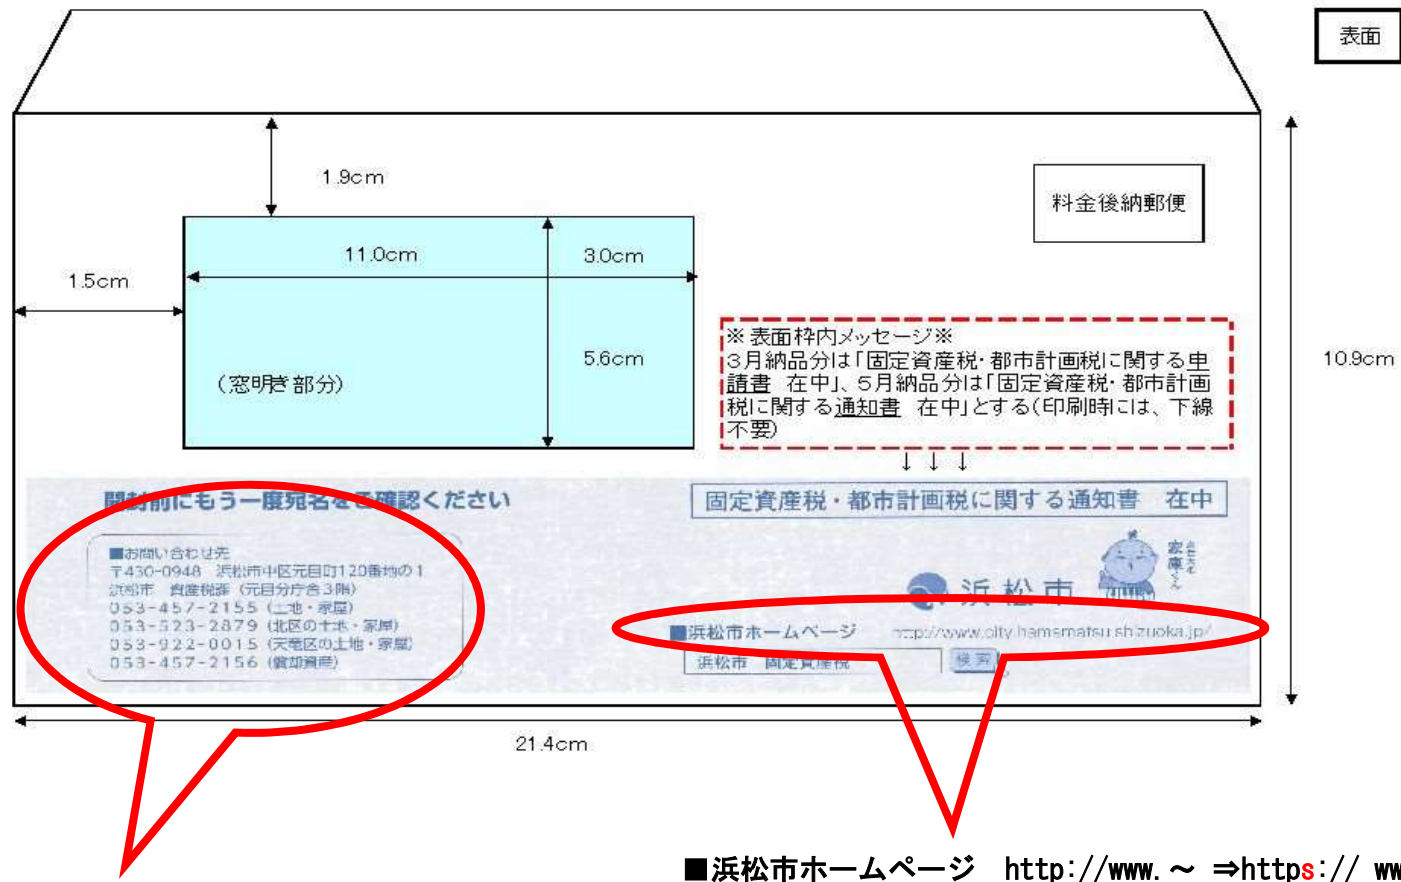 表面
1.9cm
料金後納郵便
11.0cm
3.0cm
1.5cm
※表面枠内メッセージ※
3月納品分は「固定資産税・都市計画税に関する申
請書　在中」、5月納品分は「固定資産税・都市計画
税に関する通知書　在中」とする(印刷時には、下線
不要)
5.6cm
10.9cm
(窓明き部分)
↓ ↓ ↓
開封前にもう一度宛名をご確認ください
固定資産税・都市計画税に関する通知書　在中
■お問い合わせ先
〒430-0948　浜松市中区元目町120番地の1
浜松市　資産税課(元目分庁舎3階)
053-457-2155(土地・家屋)
053-523-2879(北区の土地・家屋)
053-922-0015(天竜区の土地・家屋)
053-457-2156(償却資産)
家康くん
浜松市
■浜松市ホームページ　http://www.city.hamamatsu.shizuoka.jp/
浜松市　固定資産税
検索
21.4cm
■浜松市ホームページ　http://www.～ ⇒https:// ww